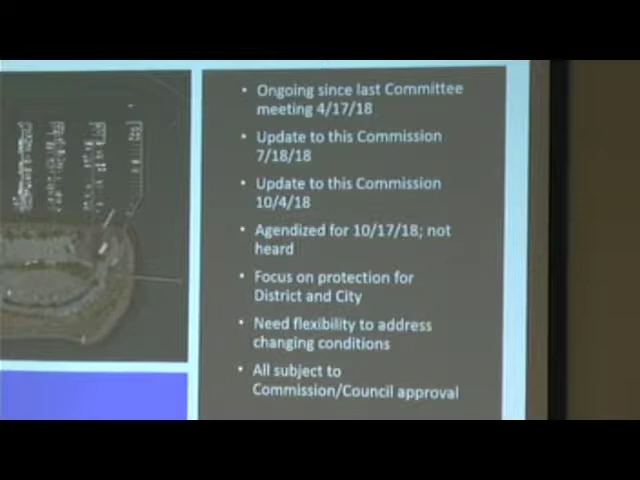 • Ongoing since last Committee
meeting 4/17/18
• Update to this Commission
7/18/18
• Update to this Commission
10/4/18
• Agendized for 10/17/18; not
heard
• Focus on protection for
District and City
• Need flexibility to address
changing conditions
• All subject to
Commission/Council approval